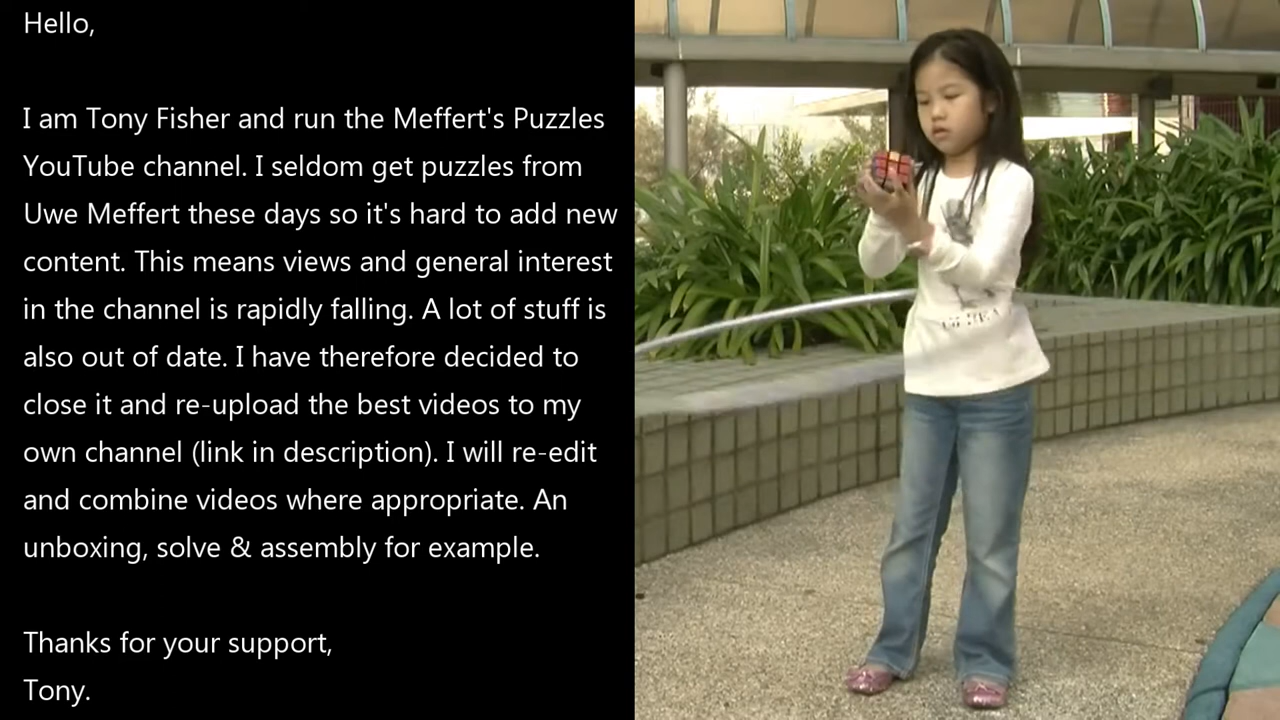 Hello,
I am Tony Fisher and run the Meffert's Puzzles
YouTube channel. I seldom get puzzles from
Uwe Meffert these days so it's hard to add new
content. This means views and general interest
in the channel is rapidly falling. A lot of stuff is
also out of date. I have therefore decided to
close it and re-upload the best videos to my
own channel (link in description). I will re-edit
and combine videos where appropriate. An
unboxing, solve & assembly for example.
Thanks for your support,
Tony.